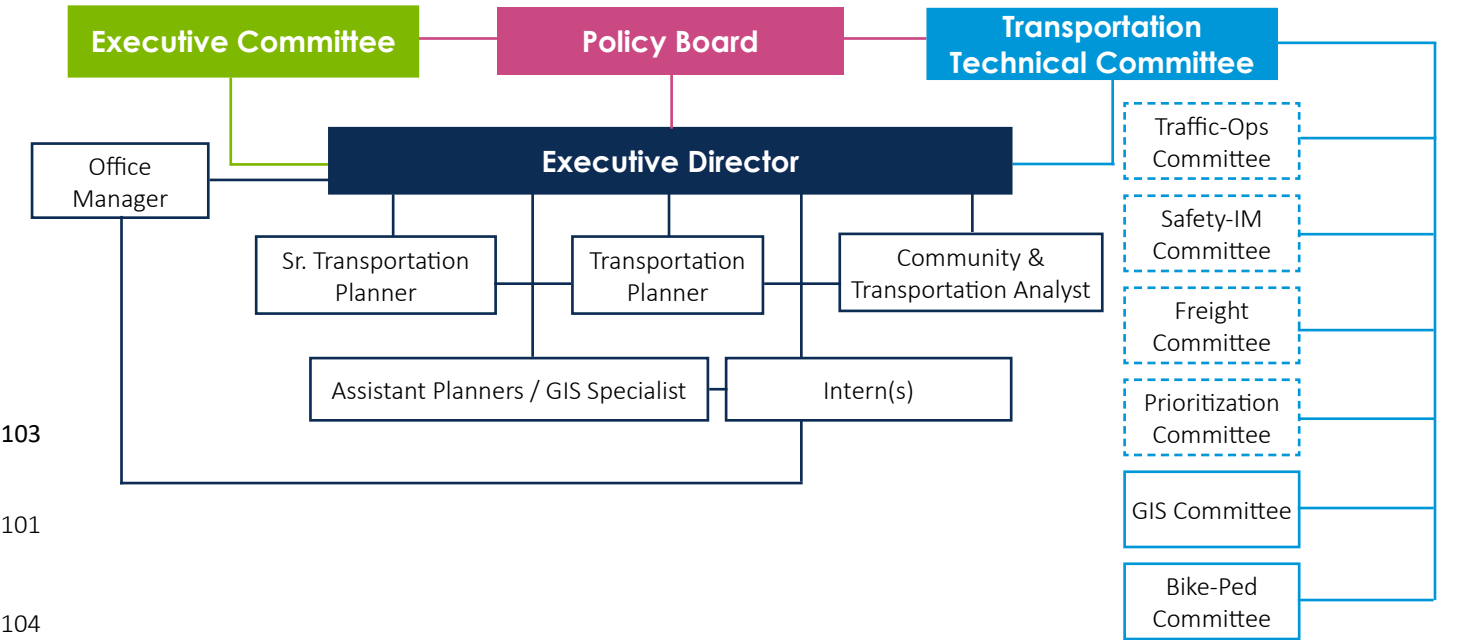 Executive Committee
Policy Board
Transportation
Technical Committee
Executive Director
Office
Manager
Sr. Transportation
Planner
Transportation
Planner
Community &
Transportation Analyst
Assistant Planners / GIS Specialist
Intern(s)
Traffic-Ops
Committee
Safety-IM
Committee
Freight
Committee
Prioritization
Committee
GIS Committee
Bike-Ped
Committee
103
101
104